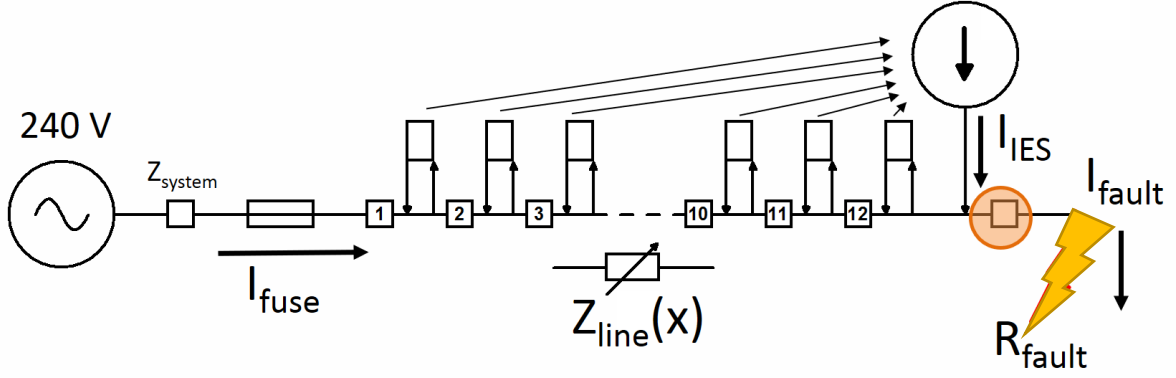 240 V
Z_system
I_fuse
1
2
3
10
11
12
Z_line(x)
I_IES
I_fault
R_fault